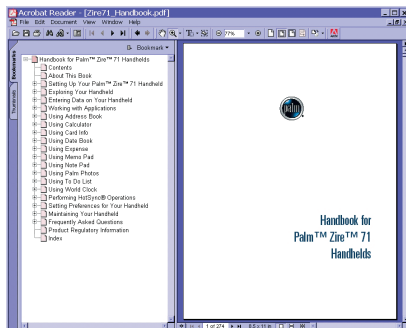 Acrobat Reader - [Zire71_Handbook.pdf]
File Edit Document View Window Help
77%
Bookmark
Bookmarks
Thumbnails
Handbook for Palm™ Zire™ 71 Handhelds
Contents
About This Book
Setting Up Your Palm™ Zire™ 71 Handheld
Exploring Your Handheld
Entering Data on Your Handheld
Working with Applications
Using Address Book
Using Calculator
Using Card Info
Using Date Book
Using Expense
Using Memo Pad
Using Note Pad
Using Palm Photos
Using To Do List
Using World Clock
Performing HotSync® Operations
Setting Preferences for Your Handheld
Maintaining Your Handheld
Frequently Asked Questions
Product Regulatory Information
Index
palm
Handbook for
Palm™ Zire™ 71
Handhelds
1 of 274
8.5 x 11 in